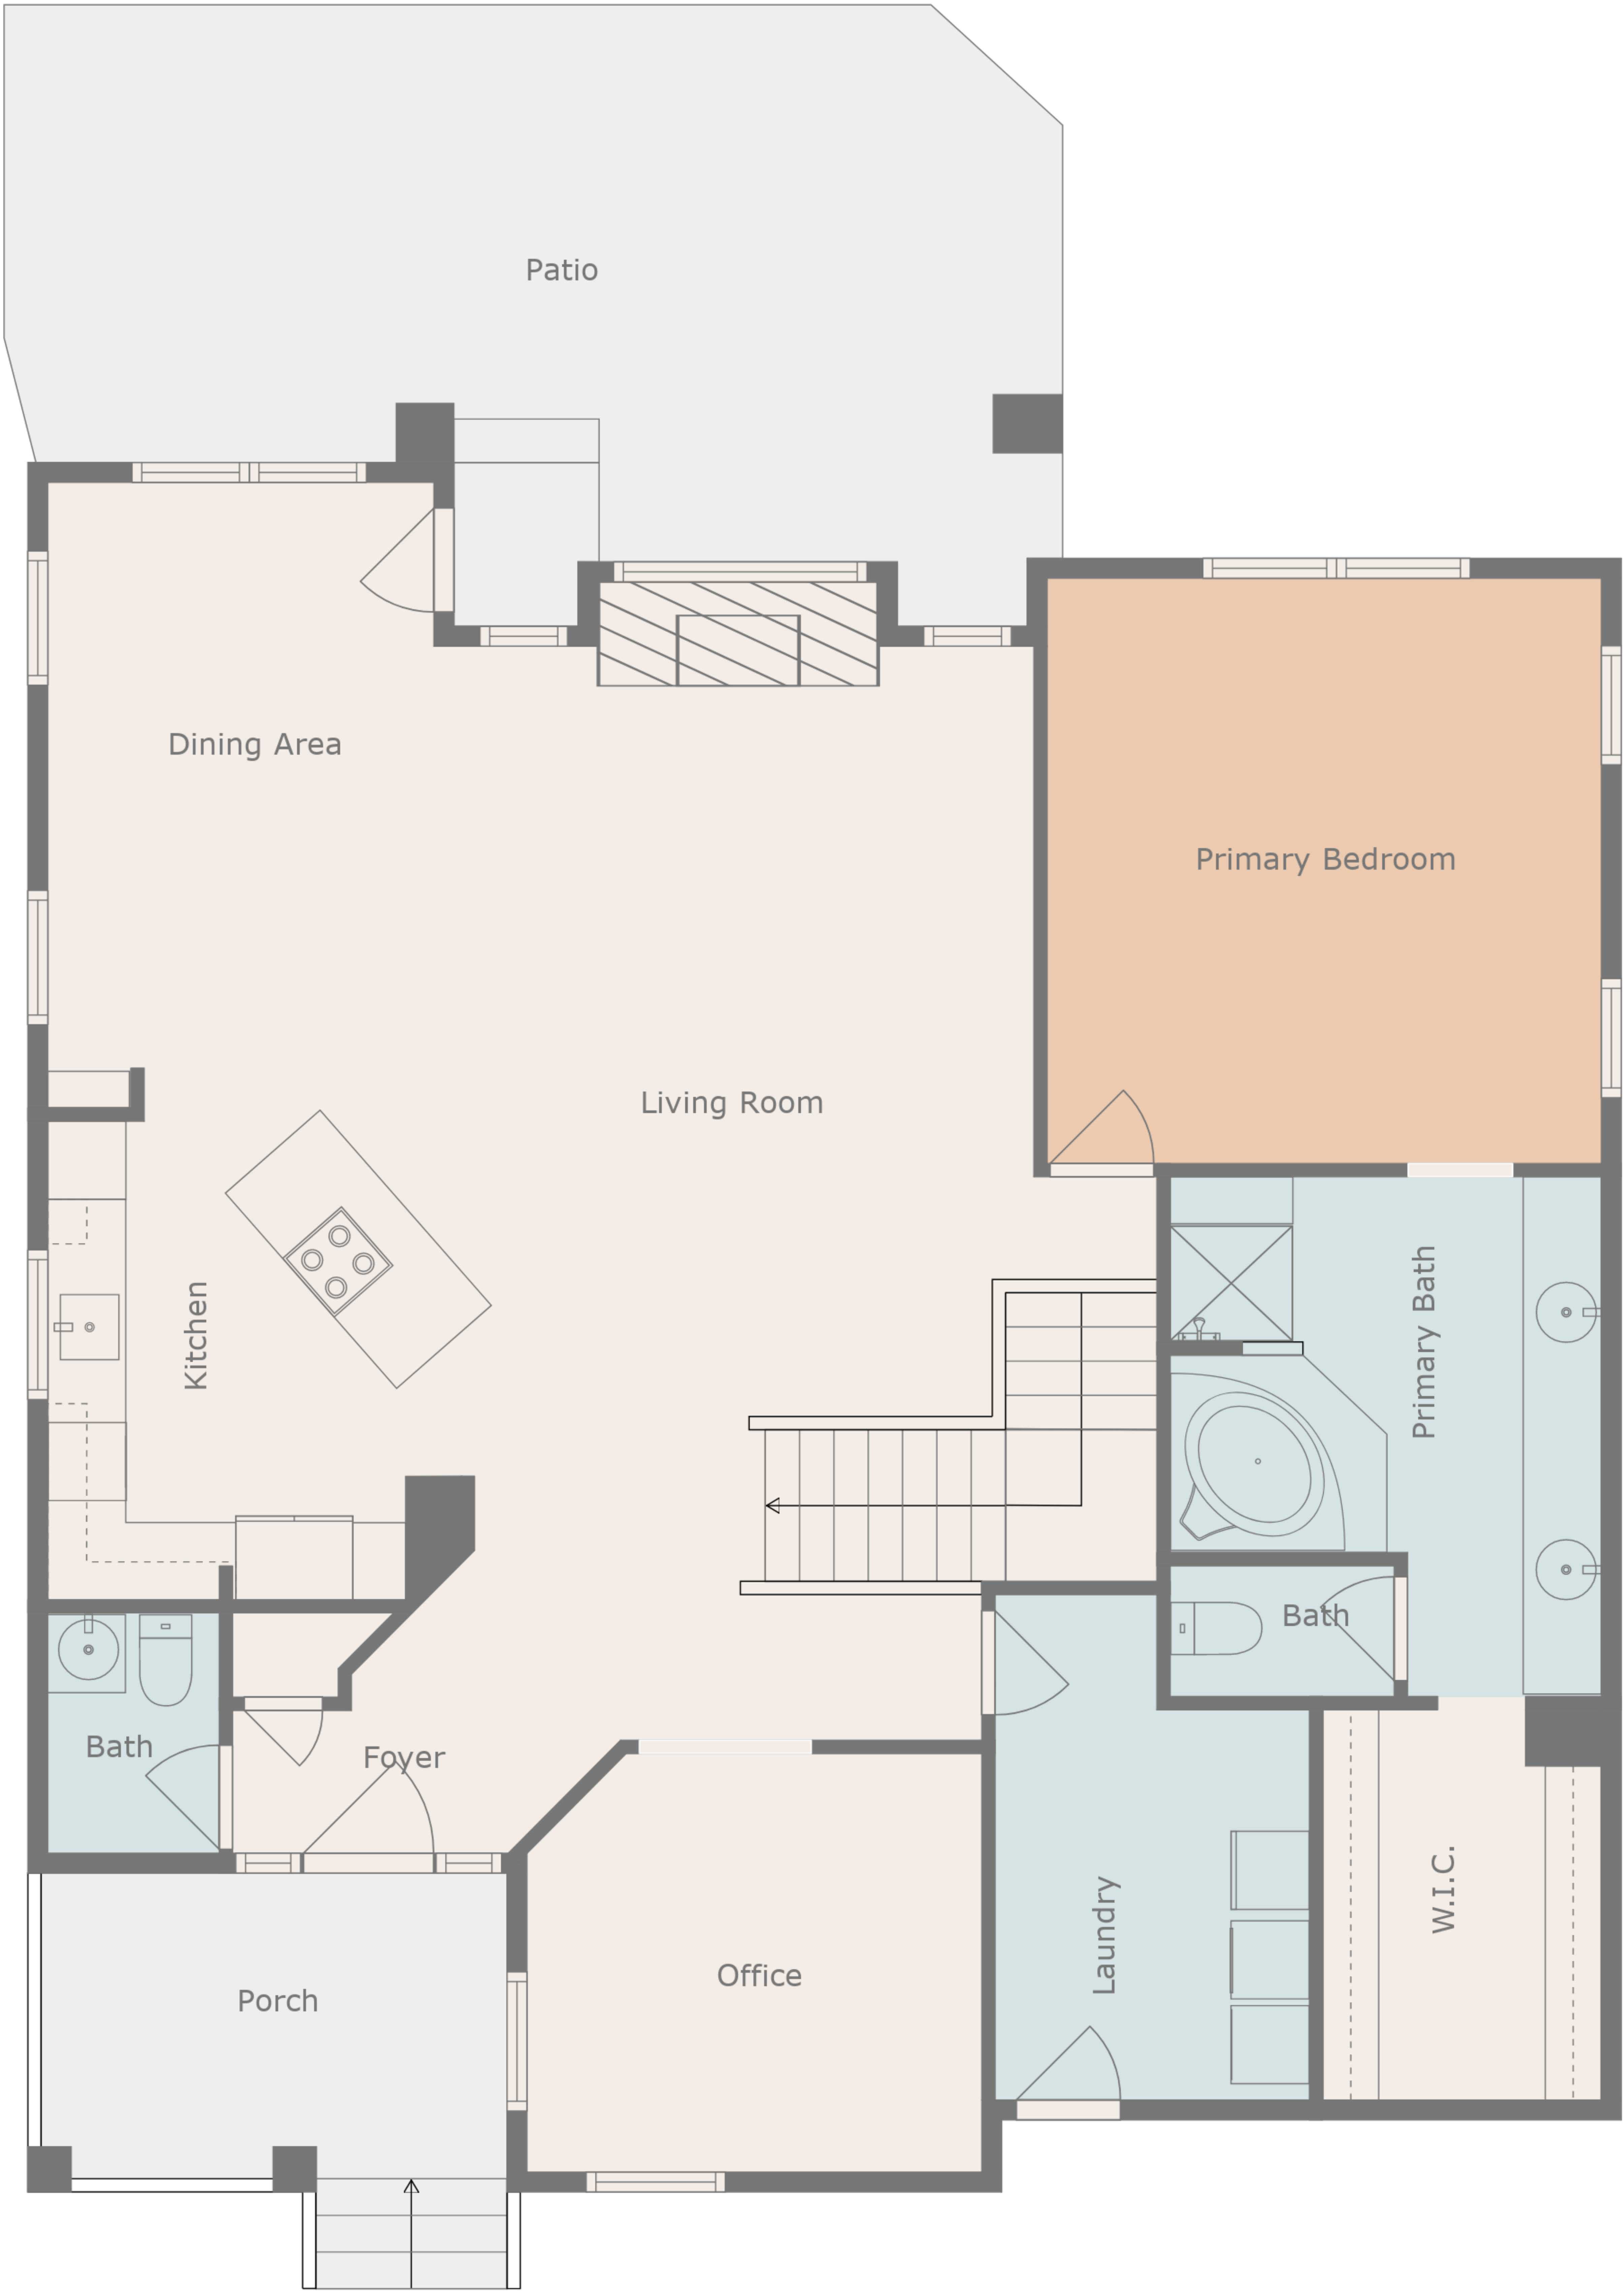 Patio
Dining Area
Primary Bedroom
Living Room
Kitchen
Primary Bath
Bath
Bath
Foyer
W.I.C.
Laundry
Office
Porch